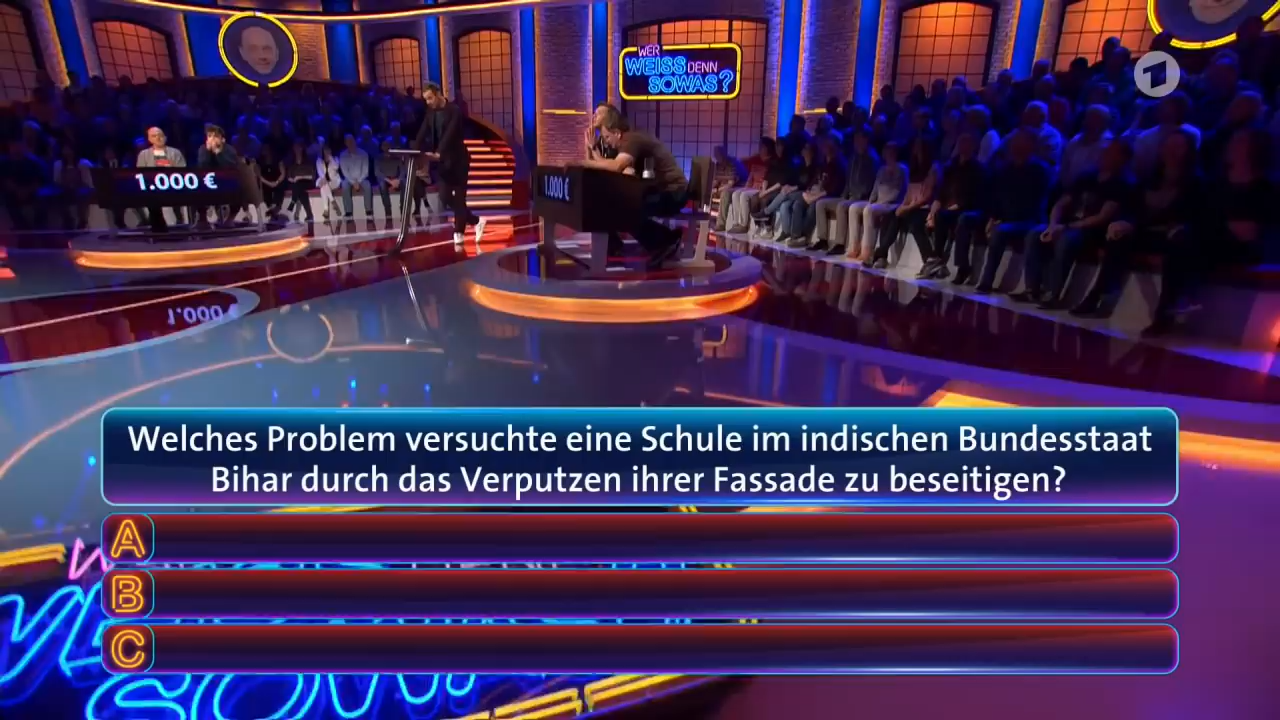 WER
WEISS DENN
SOWAS?
1
1.000 €
1.000 €
1.000
Welches Problem versuchte eine Schule im indischen Bundesstaat
Bihar durch das Verputzen ihrer Fassade zu beseitigen?
A
B
C